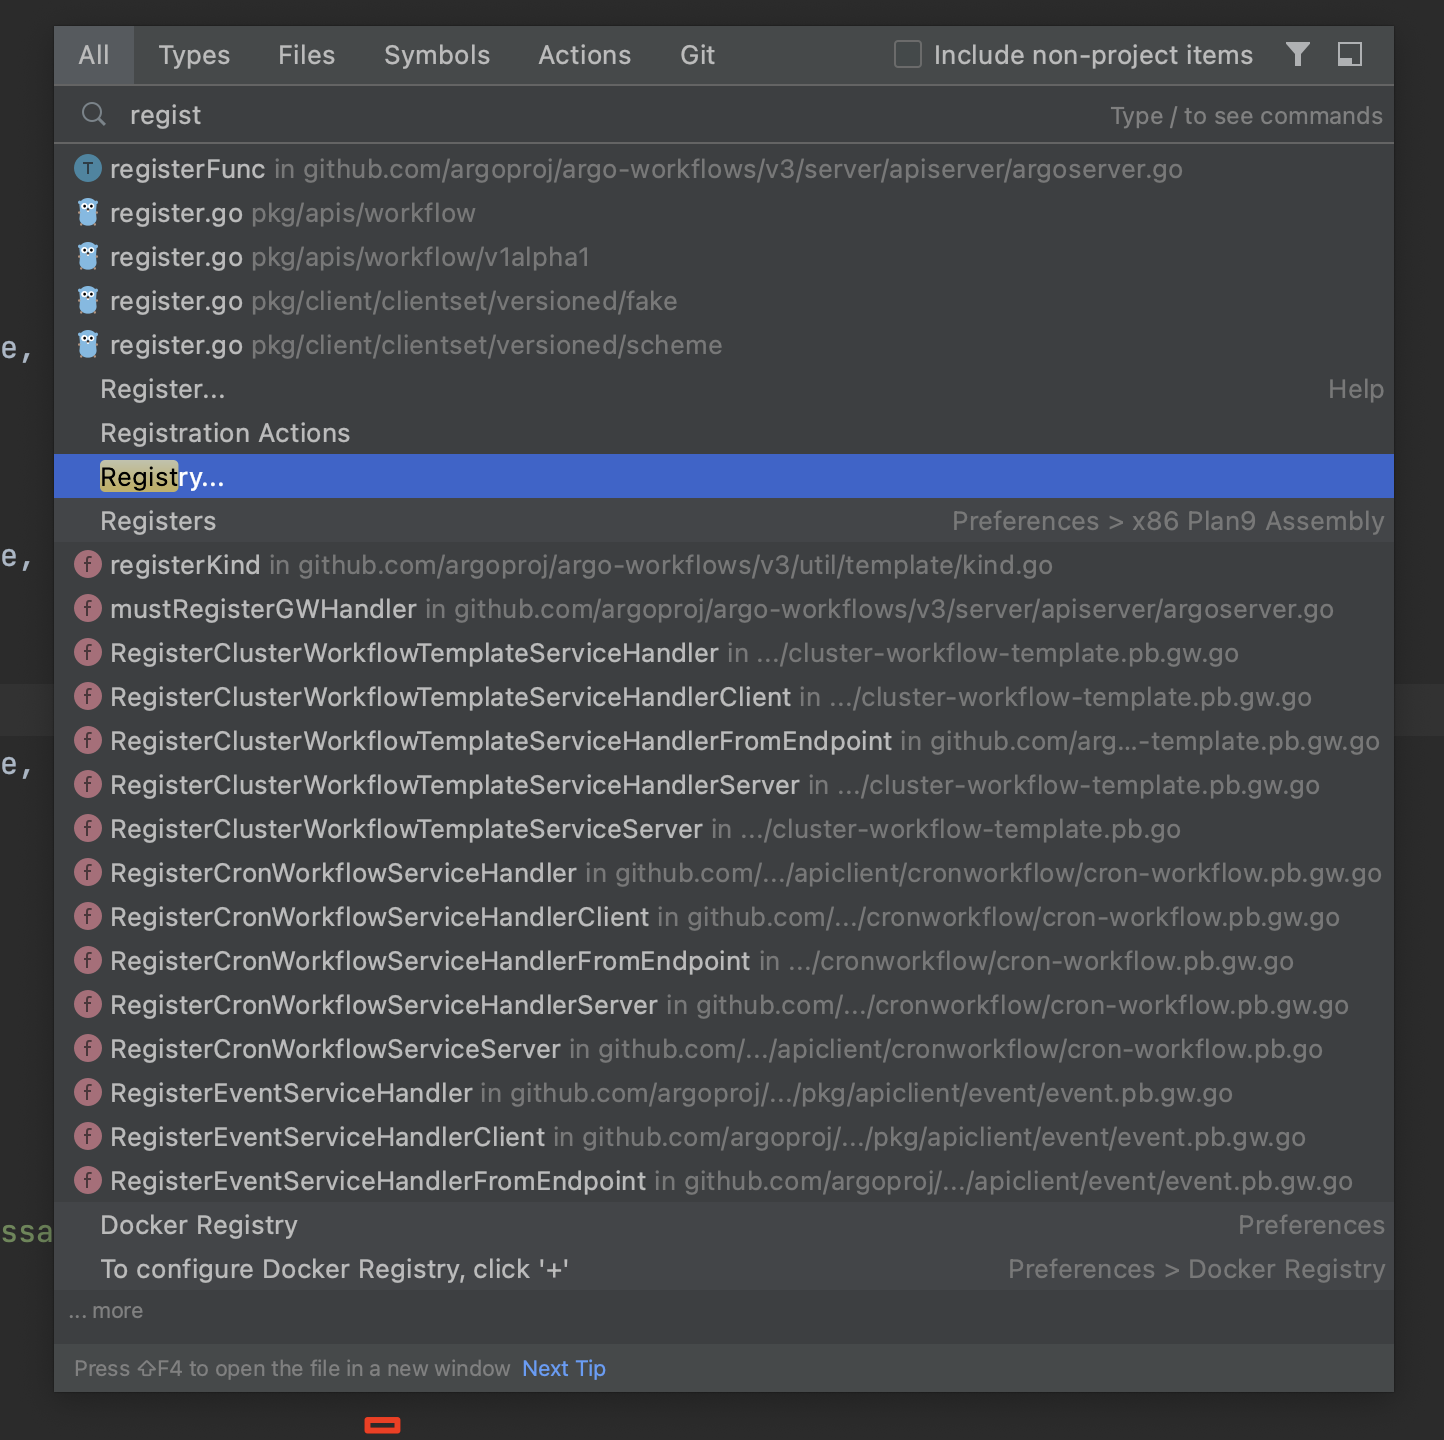 All Types Files Symbols Actions Git Include non-project items
regist Type / to see commands
T registerFunc in github.com/argoproj/argo-workflows/v3/server/apiserver/argoserver.go
register.go pkg/apis/workflow
register.go pkg/apis/workflow/v1alpha1
register.go pkg/client/clientset/versioned/fake
e, register.go pkg/client/clientset/versioned/scheme
Register... Help
Registration Actions
Registry...
Registers Preferences > x86 Plan9 Assembly
e, f registerKind in github.com/argoproj/argo-workflows/v3/util/template/kind.go
f mustRegisterGWHandler in github.com/argoproj/argo-workflows/v3/server/apiserver/argoserver.go
f RegisterClusterWorkflowTemplateServiceHandler in .../cluster-workflow-template.pb.gw.go
f RegisterClusterWorkflowTemplateServiceHandlerClient in .../cluster-workflow-template.pb.gw.go
f RegisterClusterWorkflowTemplateServiceHandlerFromEndpoint in github.com/arg...-template.pb.gw.go
e, f RegisterClusterWorkflowTemplateServiceHandlerServer in .../cluster-workflow-template.pb.gw.go
f RegisterClusterWorkflowTemplateServiceServer in .../cluster-workflow-template.pb.go
f RegisterCronWorkflowServiceHandler in github.com/.../apiclient/cronworkflow/cron-workflow.pb.gw.go
f RegisterCronWorkflowServiceHandlerClient in github.com/.../cronworkflow/cron-workflow.pb.gw.go
f RegisterCronWorkflowServiceHandlerFromEndpoint in .../cronworkflow/cron-workflow.pb.gw.go
f RegisterCronWorkflowServiceHandlerServer in github.com/.../cronworkflow/cron-workflow.pb.gw.go
f RegisterCronWorkflowServiceServer in github.com/.../apiclient/cronworkflow/cron-workflow.pb.go
f RegisterEventServiceHandler in github.com/argoproj/.../pkg/apiclient/event/event.pb.gw.go
f RegisterEventServiceHandlerClient in github.com/argoproj/.../pkg/apiclient/event/event.pb.gw.go
f RegisterEventServiceHandlerFromEndpoint in github.com/argoproj/.../apiclient/event/event.pb.gw.go
ssa Docker Registry Preferences
To configure Docker Registry, click '+' Preferences > Docker Registry
... more
Press ⇧F4 to open the file in a new window Next Tip